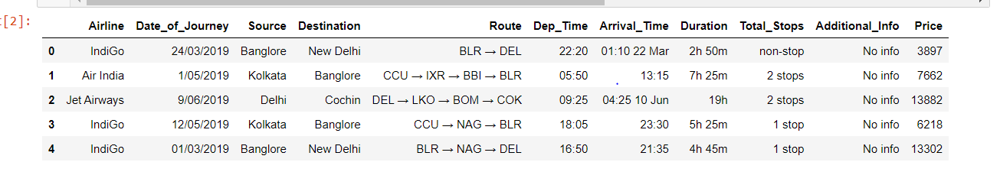 t[2]:
Airline Date_of_Journey Source Destination Route Dep_Time Arrival_Time Duration Total_Stops Additional_Info Price
0 IndiGo 24/03/2019 Banglore New Delhi BLR → DEL 22:20 01:10 22 Mar 2h 50m non-stop No info 3897
1 Air India 1/05/2019 Kolkata Banglore CCU → IXR → BBI → BLR 05:50 13:15 7h 25m 2 stops No info 7662
2 Jet Airways 9/06/2019 Delhi Cochin DEL → LKO → BOM → COK 09:25 04:25 10 Jun 19h 2 stops No info 13882
3 IndiGo 12/05/2019 Kolkata Banglore CCU → NAG → BLR 18:05 23:30 5h 25m 1 stop No info 6218
4 IndiGo 01/03/2019 Banglore New Delhi BLR → NAG → DEL 16:50 21:35 4h 45m 1 stop No info 13302